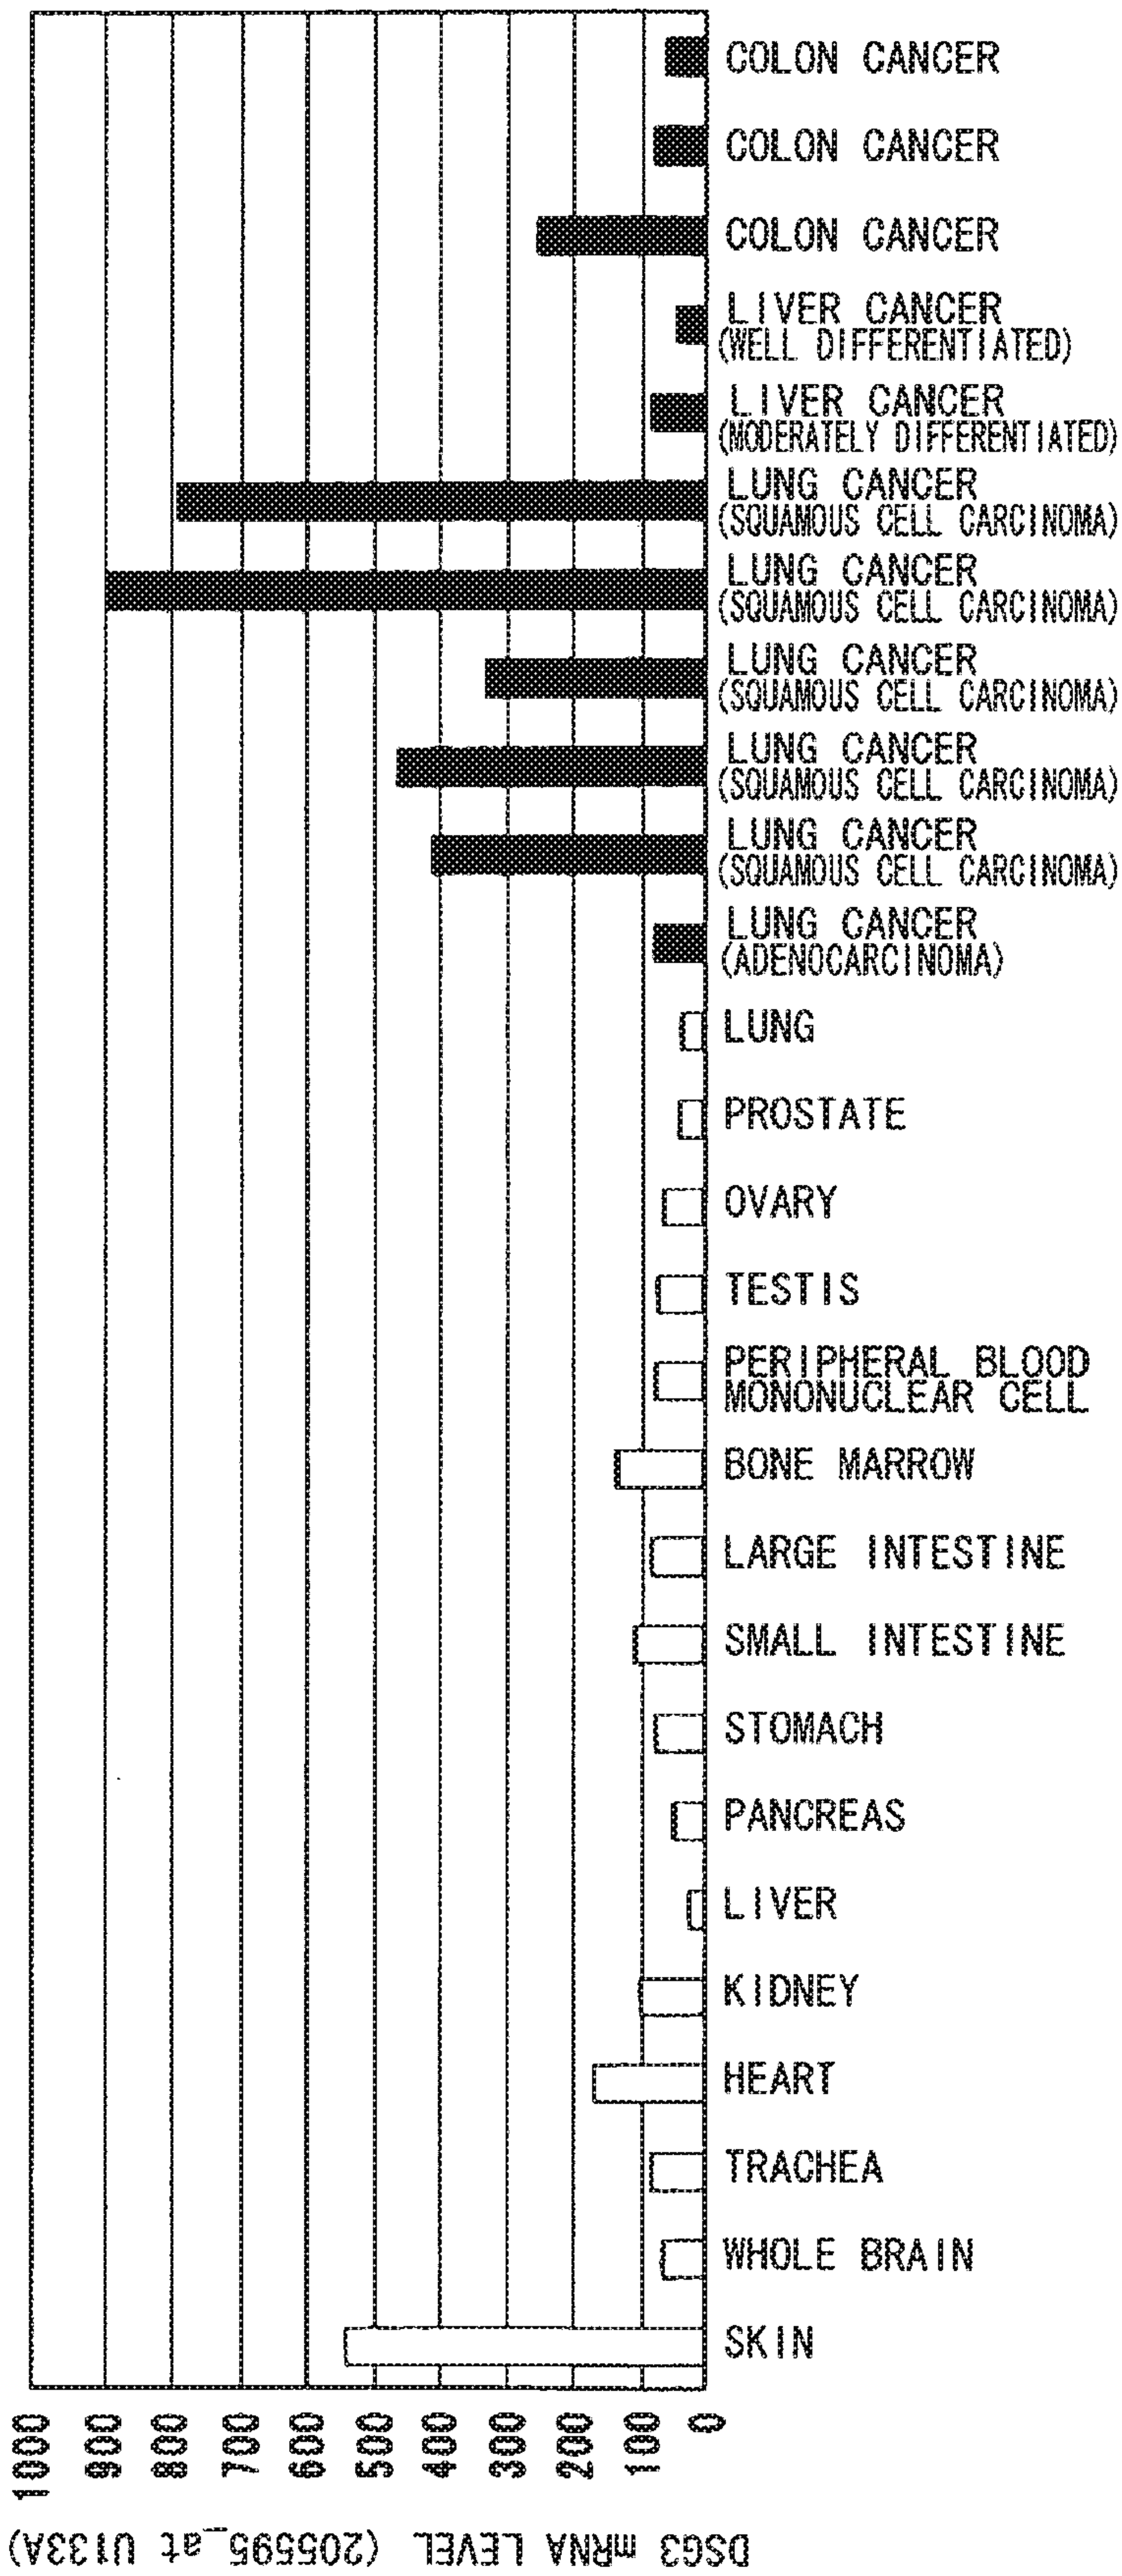 COLON CANCER
COLON CANCER
COLON CANCER
LIVER CANCER
(WELL DIFFERENTIATED)
LIVER CANCER
(MODERATELY DIFFERENTIATED)
LUNG CANCER
(SQUAMOUS CELL CARCINOMA)
LUNG CANCER
(SQUAMOUS CELL CARCINOMA)
LUNG CANCER
(SQUAMOUS CELL CARCINOMA)
LUNG CANCER
(SQUAMOUS CELL CARCINOMA)
LUNG CANCER
(SQUAMOUS CELL CARCINOMA)
LUNG CANCER
(ADENOCARCINOMA)
LUNG
PROSTATE
OVARY
TESTIS
PERIPHERAL BLOOD
MONONUCLEAR CELL
BONE MARROW
LARGE INTESTINE
SMALL INTESTINE
STOMACH
PANCREAS
LIVER
KIDNEY
HEART
TRACHEA
WHOLE BRAIN
SKIN
1000
900
800
700
600
500
400
300
200
100
0
DSG3 mRNA LEVEL (205595_at U133A)